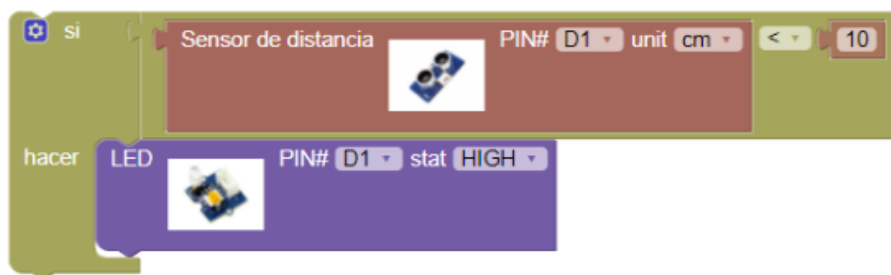 si Sensor de distancia PIN# D1 unit cm < 10
hacer LED PIN# D1 stat HIGH